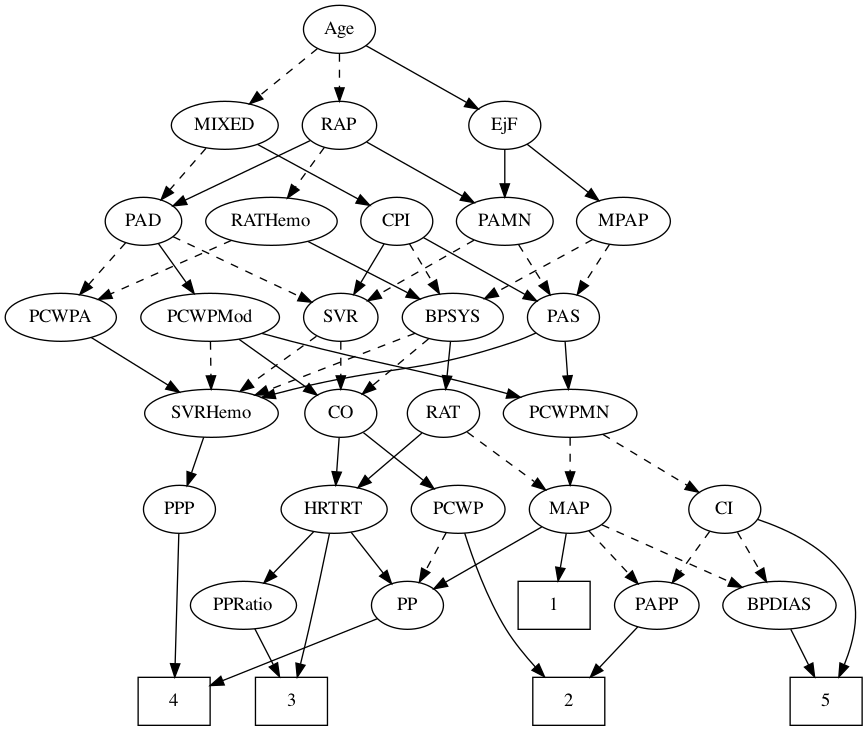 Age
MIXED
RAP
EjF
PAD
RATHemo
CPI
PAMN
MPAP
PCWPA
PCWPMod
SVR
BPSYS
PAS
SVRHemo
CO
RAT
PCWPMN
PPP
HRTRT
PCWP
MAP
CI
PPRatio
PP
1
PAPP
BPDIAS
4
3
2
5